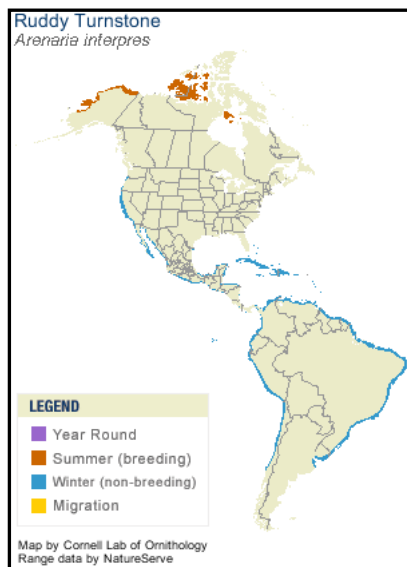 Ruddy Turnstone
Arenaria interpres
LEGEND
Year Round
Summer (breeding)
Winter (non-breeding)
Migration
Map by Cornell Lab of Ornithology
Range data by NatureServe